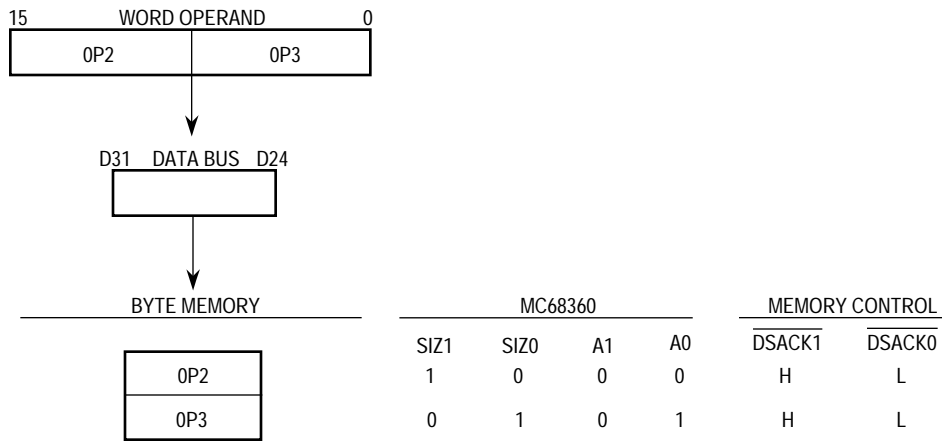 15 WORD OPERAND 0
0P2 0P3
D31 DATA BUS D24
BYTE MEMORY MC68360 MEMORY CONTROL
SIZ1 SIZ0 A1 A0 DSACK1 DSACK0
0P2 1 0 0 0 H L
0P3 0 1 0 1 H L